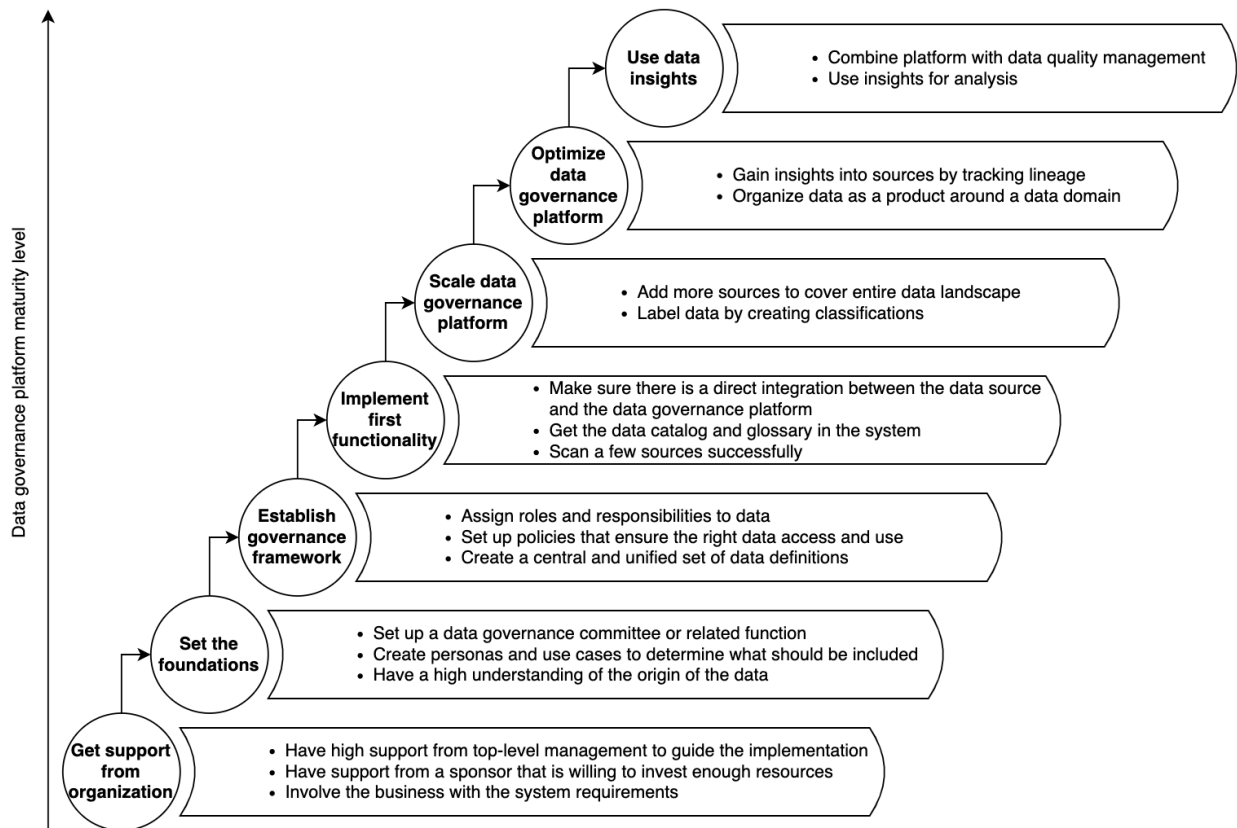 Use data
insights
• Combine platform with data quality management
• Use insights for analysis
Optimize
data
governance
platform
• Gain insights into sources by tracking lineage
• Organize data as a product around a data domain
Scale data
governance
platform
• Add more sources to cover entire data landscape
• Label data by creating classifications
Implement
first
functionality
• Make sure there is a direct integration between the data source
and the data governance platform
• Get the data catalog and glossary in the system
• Scan a few sources successfully
Establish
governance
framework
• Assign roles and responsibilities to data
• Set up policies that ensure the right data access and use
• Create a central and unified set of data definitions
Set the
foundations
• Set up a data governance committee or related function
• Create personas and use cases to determine what should be included
• Have a high understanding of the origin of the data
Get support
from
organization
• Have high support from top-level management to guide the implementation
• Have support from a sponsor that is willing to invest enough resources
• Involve the business with the system requirements
Data governance platform maturity level